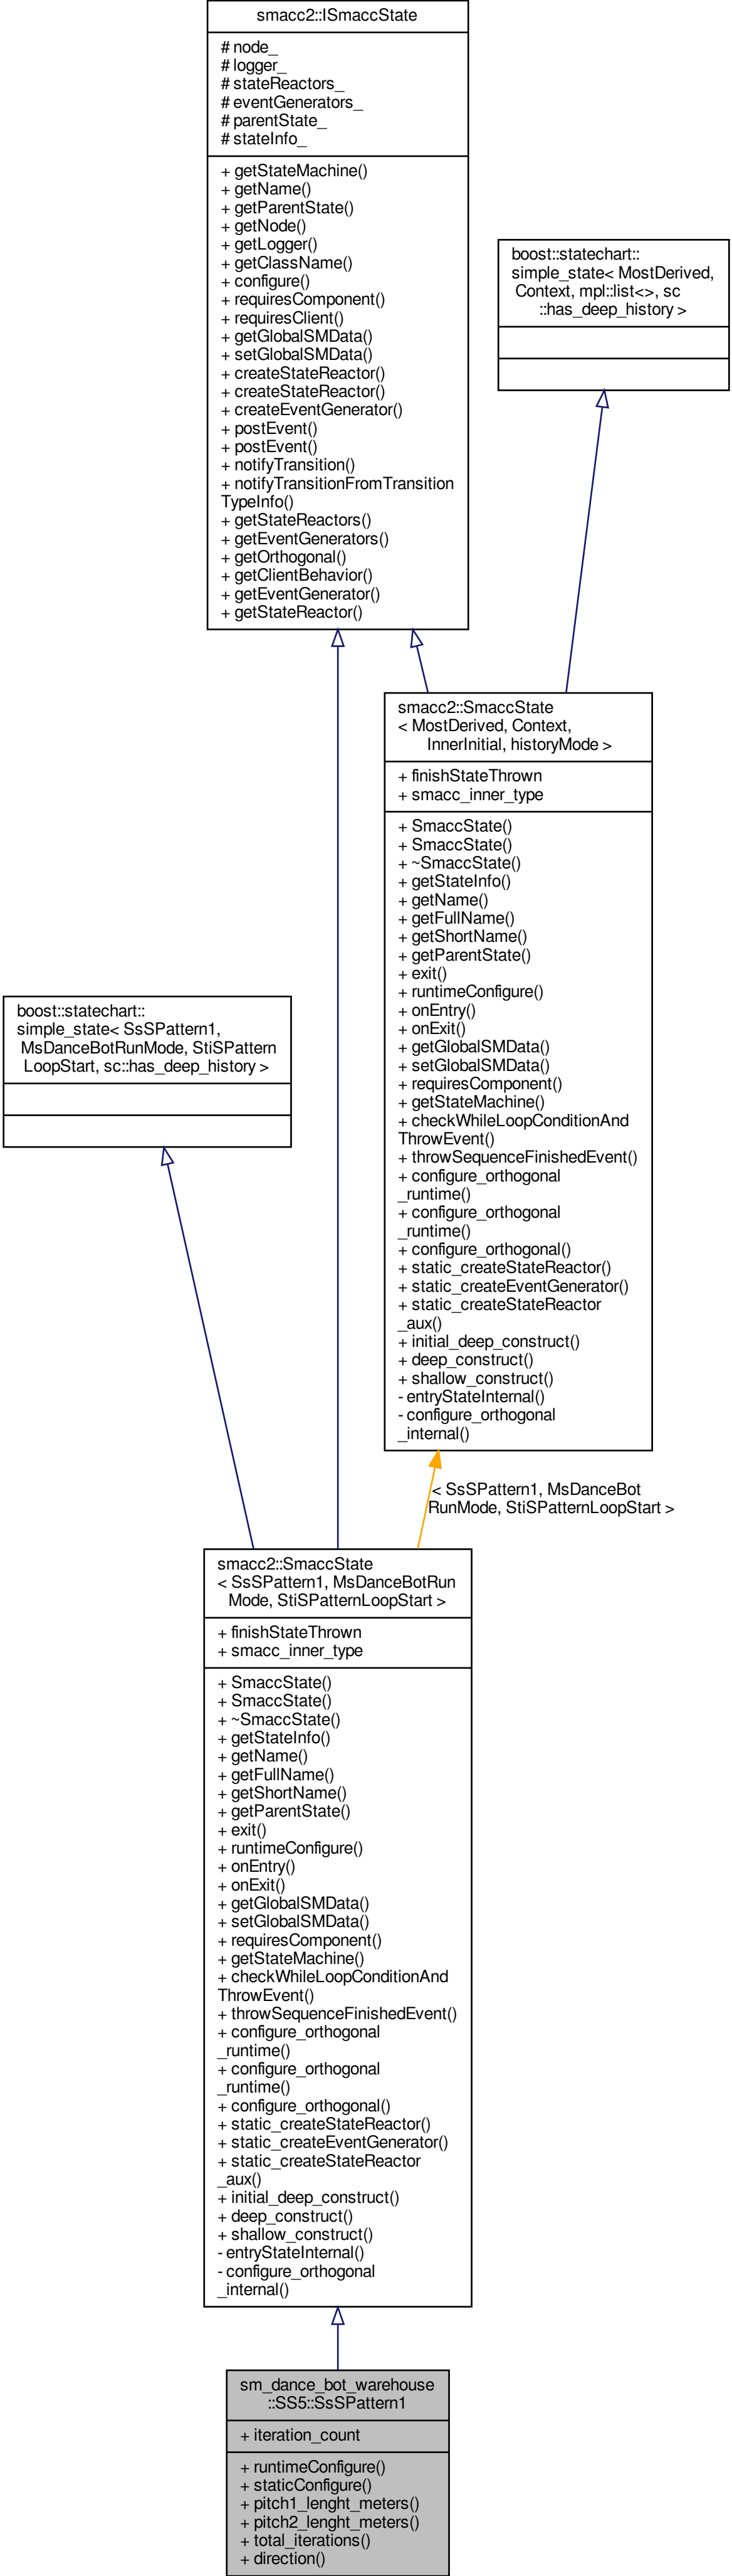 smacc2::ISmaccState
# node_
# logger_
# stateReactors_
# eventGenerators_
# parentState_
# stateInfo_
+ getStateMachine()
+ getName()
+ getParentState()
+ getNode()
+ getLogger()
+ getClassName()
+ configure()
+ requiresComponent()
+ requiresClient()
+ getGlobalSMData()
+ setGlobalSMData()
+ createStateReactor()
+ createStateReactor()
+ createEventGenerator()
+ postEvent()
+ postEvent()
+ notifyTransition()
+ notifyTransitionFromTransition
TypeInfo()
+ getStateReactors()
+ getEventGenerators()
+ getOrthogonal()
+ getClientBehavior()
+ getEventGenerator()
+ getStateReactor()
boost::statechart::
simple_state< MostDerived,
Context, mpl::list<>, sc
::has_deep_history >
smacc2::SmaccState
< MostDerived, Context,
InnerInitial, historyMode >
+ finishStateThrown
+ smacc_inner_type
+ SmaccState()
+ SmaccState()
+ ~SmaccState()
+ getStateInfo()
+ getName()
+ getFullName()
+ getShortName()
+ getParentState()
+ exit()
+ runtimeConfigure()
+ onEntry()
+ onExit()
+ getGlobalSMData()
+ setGlobalSMData()
+ requiresComponent()
+ getStateMachine()
+ checkWhileLoopConditionAnd
ThrowEvent()
+ throwSequenceFinishedEvent()
+ configure_orthogonal
_runtime()
+ configure_orthogonal
_runtime()
+ configure_orthogonal()
+ static_createStateReactor()
+ static_createEventGenerator()
+ static_createStateReactor
_aux()
+ initial_deep_construct()
+ deep_construct()
+ shallow_construct()
- entryStateInternal()
- configure_orthogonal
_internal()
boost::statechart::
simple_state< SsSPattern1,
MsDanceBotRunMode, StiSPattern
LoopStart, sc::has_deep_history >
< SsSPattern1, MsDanceBot
RunMode, StiSPatternLoopStart >
smacc2::SmaccState
< SsSPattern1, MsDanceBotRun
Mode, StiSPatternLoopStart >
+ finishStateThrown
+ smacc_inner_type
+ SmaccState()
+ SmaccState()
+ ~SmaccState()
+ getStateInfo()
+ getName()
+ getFullName()
+ getShortName()
+ getParentState()
+ exit()
+ runtimeConfigure()
+ onEntry()
+ onExit()
+ getGlobalSMData()
+ setGlobalSMData()
+ requiresComponent()
+ getStateMachine()
+ checkWhileLoopConditionAnd
ThrowEvent()
+ throwSequenceFinishedEvent()
+ configure_orthogonal
_runtime()
+ configure_orthogonal
_runtime()
+ configure_orthogonal()
+ static_createStateReactor()
+ static_createEventGenerator()
+ static_createStateReactor
_aux()
+ initial_deep_construct()
+ deep_construct()
+ shallow_construct()
- entryStateInternal()
- configure_orthogonal
_internal()
sm_dance_bot_warehouse
::SS5::SsSPattern1
+ iteration_count
+ runtimeConfigure()
+ staticConfigure()
+ pitch1_lenght_meters()
+ pitch2_lenght_meters()
+ total_iterations()
+ direction()